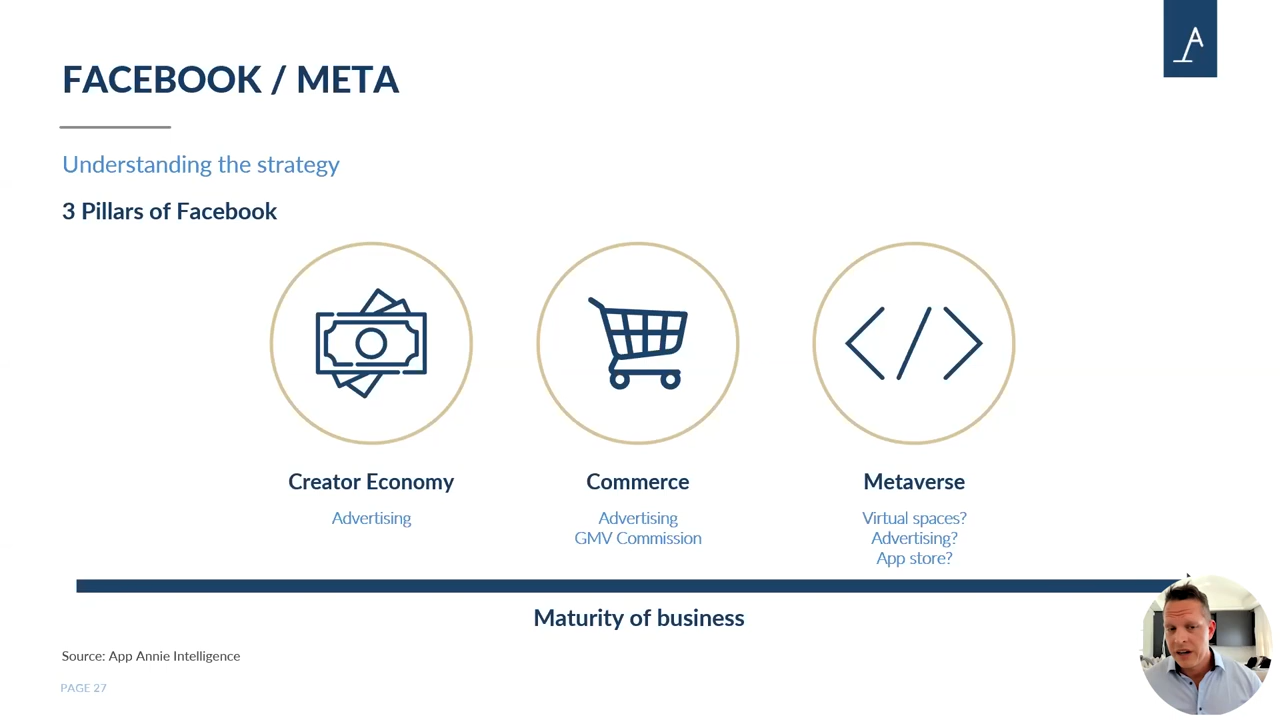 FACEBOOK / META
Understanding the strategy
3 Pillars of Facebook
Creator Economy
Commerce
Metaverse
Advertising
Advertising
GMV Commission
Virtual spaces?
Advertising?
App store?
Maturity of business
Source: App Annie Intelligence
PAGE 27